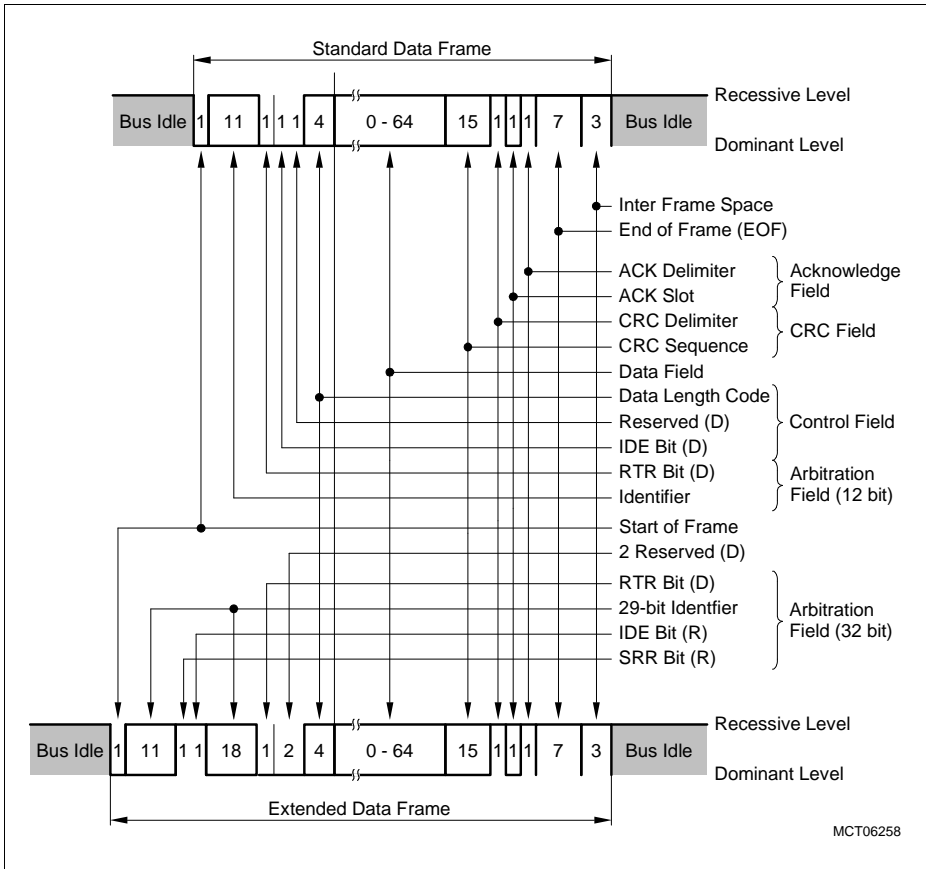 Standard Data Frame
Recessive Level
Bus Idle 1 11 1 1 1 4 0 - 64 15 1 1 1 7 3 Bus Idle
Dominant Level
Inter Frame Space
End of Frame (EOF)
ACK Delimiter
ACK Slot
Acknowledge
Field
CRC Delimiter
CRC Sequence
CRC Field
Data Field
Data Length Code
Reserved (D)
IDE Bit (D)
Control Field
RTR Bit (D)
Identifier
Arbitration
Field (12 bit)
Start of Frame
2 Reserved (D)
RTR Bit (D)
29-bit Identfier
IDE Bit (R)
SRR Bit (R)
Arbitration
Field (32 bit)
Recessive Level
Bus Idle 1 11 1 1 18 1 2 4 0 - 64 15 1 1 1 7 3 Bus Idle
Dominant Level
Extended Data Frame
MCT06258